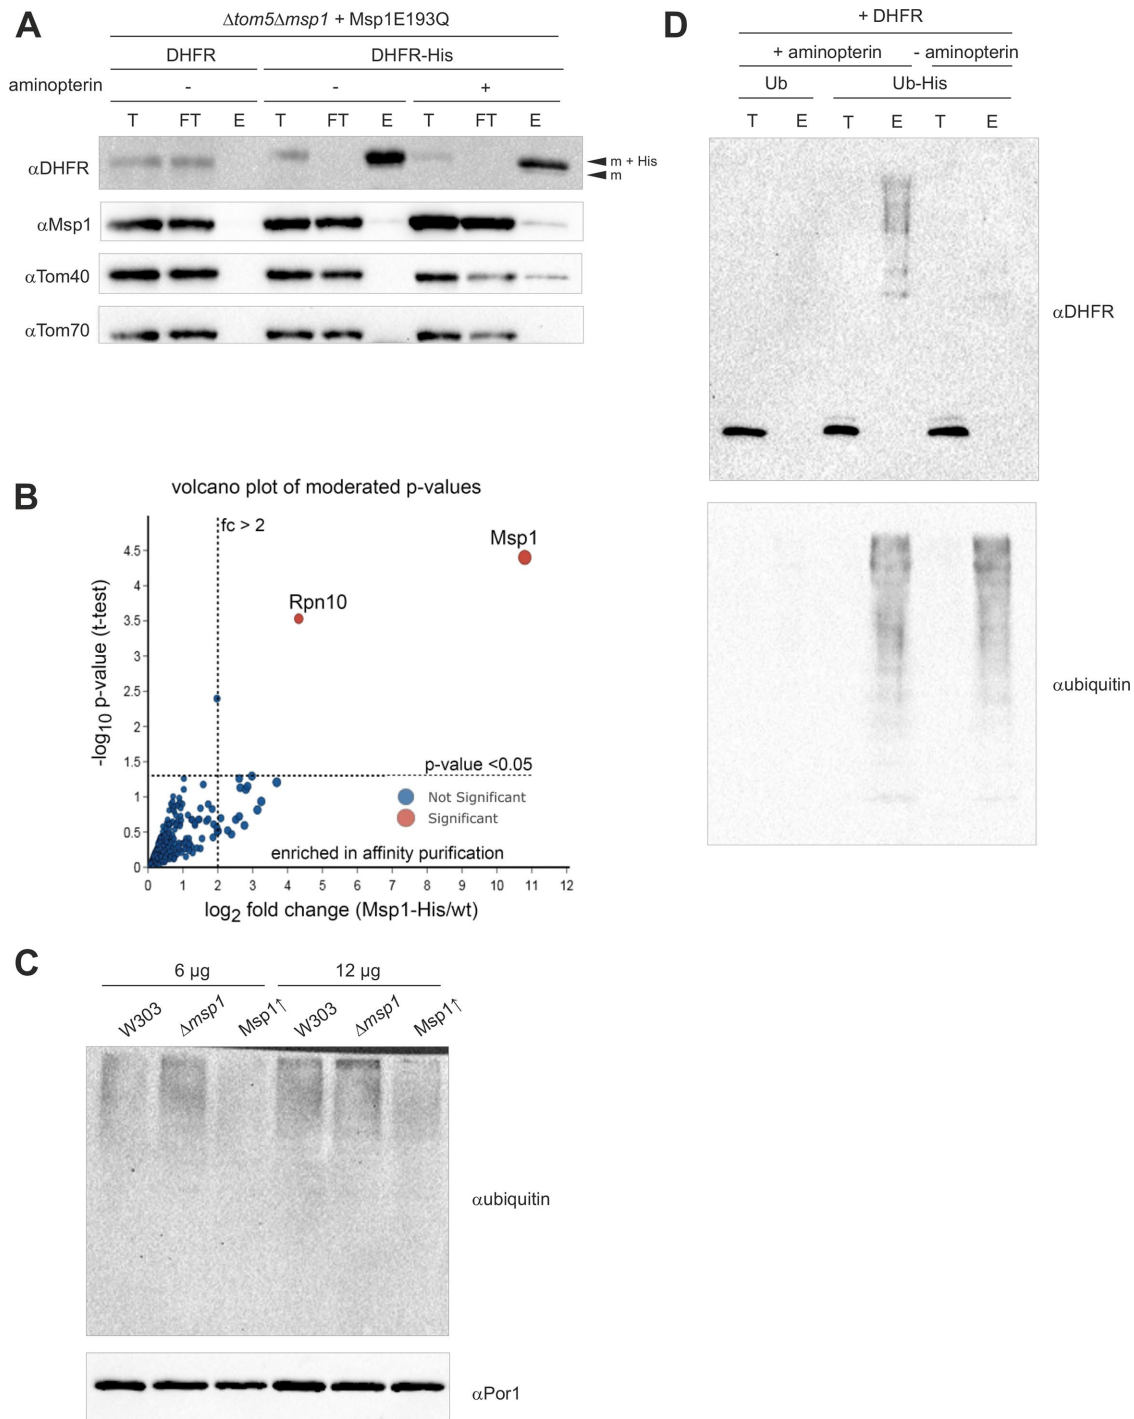 A
Δtom5Δmsp1 + Msp1E193Q
DHFR DHFR-His
aminopterin - - +
T FT E T FT E T FT E
αDHFR
m + His
m
αMsp1
αTom40
αTom70
B
volcano plot of moderated p-values
fc > 2
Msp1
Rpn10
-log10 p-value (t-test)
4.5
4
3.5
3
2.5
2
1.5
1
0.5
0
p-value <0.05
Not Significant
Significant
enriched in affinity purification
0 1 2 3 4 5 6 7 8 9 10 11 12
log2 fold change (Msp1-His/wt)
C
6 µg 12 µg
W303 Δmsp1 Msp1↑ W303 Δmsp1 Msp1↑
αubiquitin
αPor1
D
+ DHFR
+ aminopterin - aminopterin
Ub Ub-His
T E T E T E
αDHFR
αubiquitin